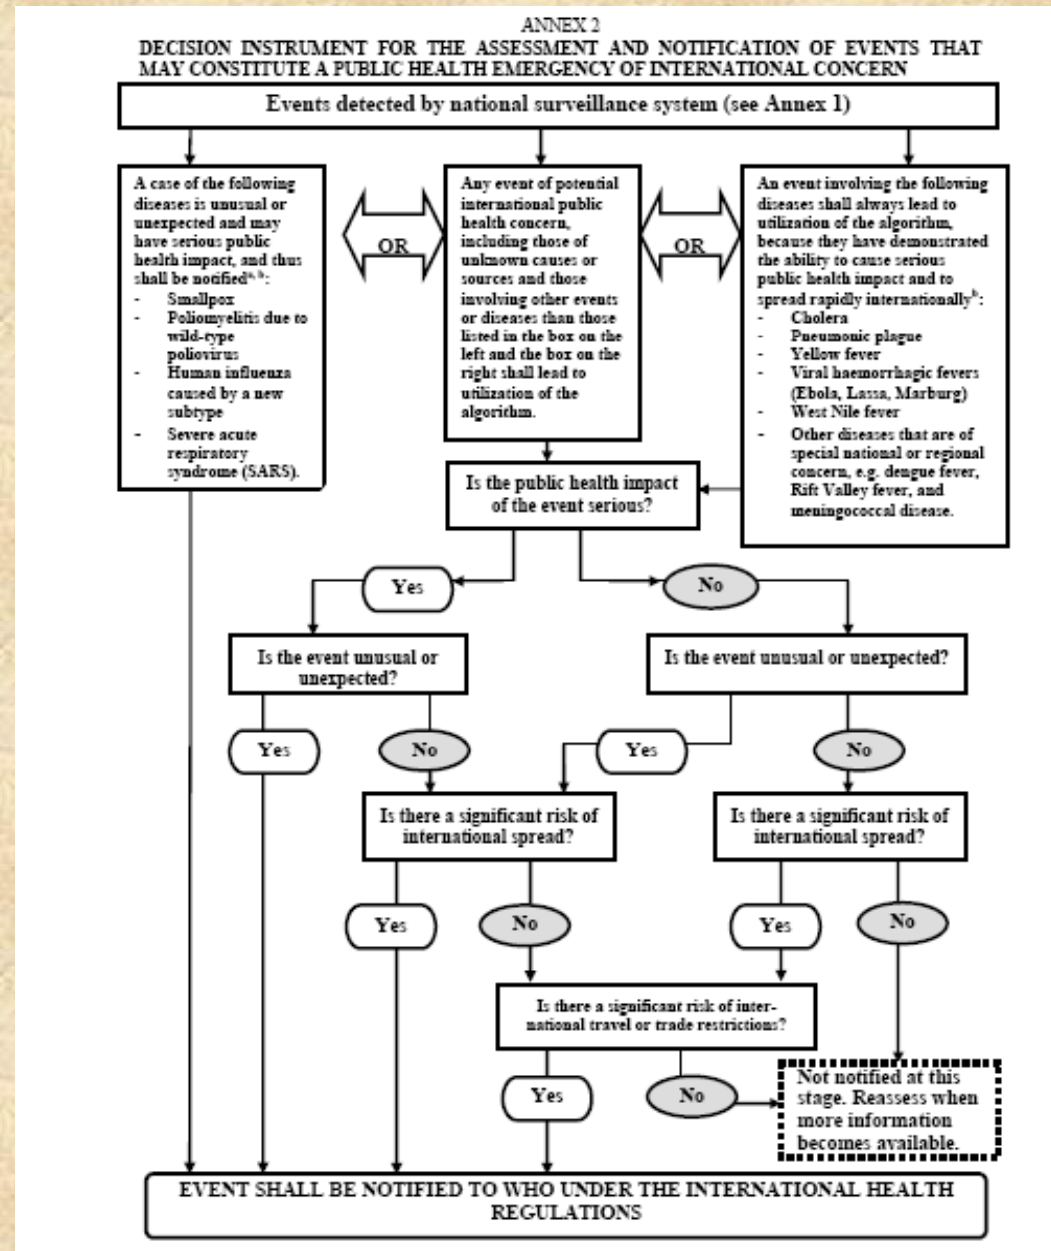 ANNEX 2
DECISION INSTRUMENT FOR THE ASSESSMENT AND NOTIFICATION OF EVENTS THAT
MAY CONSTITUTE A PUBLIC HEALTH EMERGENCY OF INTERNATIONAL CONCERN
Events detected by national surveillance system (see Annex 1)
A case of the following
diseases is unusual or
unexpected and may
have serious public
health impact, and thus
shall be notifiedᵃ, ᵇ:
- Smallpox
- Poliomyelitis due to
wild-type
poliovirus
- Human influenza
caused by a new
subtype
- Severe acute
respiratory
syndrome (SARS).
OR
Any event of potential
international public
health concern,
including those of
unknown causes or
sources and those
involving other events
or diseases than those
listed in the box on the
left and the box on the
right shall lead to
utilization of the
algorithm.
OR
An event involving the following
diseases shall always lead to
utilization of the algorithm,
because they have demonstrated
the ability to cause serious
public health impact and to
spread rapidly internationallyᵇ:
- Cholera
- Pneumonic plague
- Yellow fever
- Viral haemorrhagic fevers
(Ebola, Lassa, Marburg)
- West Nile fever
- Other diseases that are of
special national or regional
concern, e.g. dengue fever,
Rift Valley fever, and
meningococcal disease.
Is the public health impact
of the event serious?
Yes
No
Is the event unusual or
unexpected?
Is the event unusual or unexpected?
Yes
No
Yes
No
Is there a significant risk of
international spread?
Is there a significant risk of
international spread?
Yes
No
Yes
No
Is there a significant risk of inter-
national travel or trade restrictions?
Yes
No
Not notified at this
stage. Reassess when
more information
becomes available.
EVENT SHALL BE NOTIFIED TO WHO UNDER THE INTERNATIONAL HEALTH
REGULATIONS